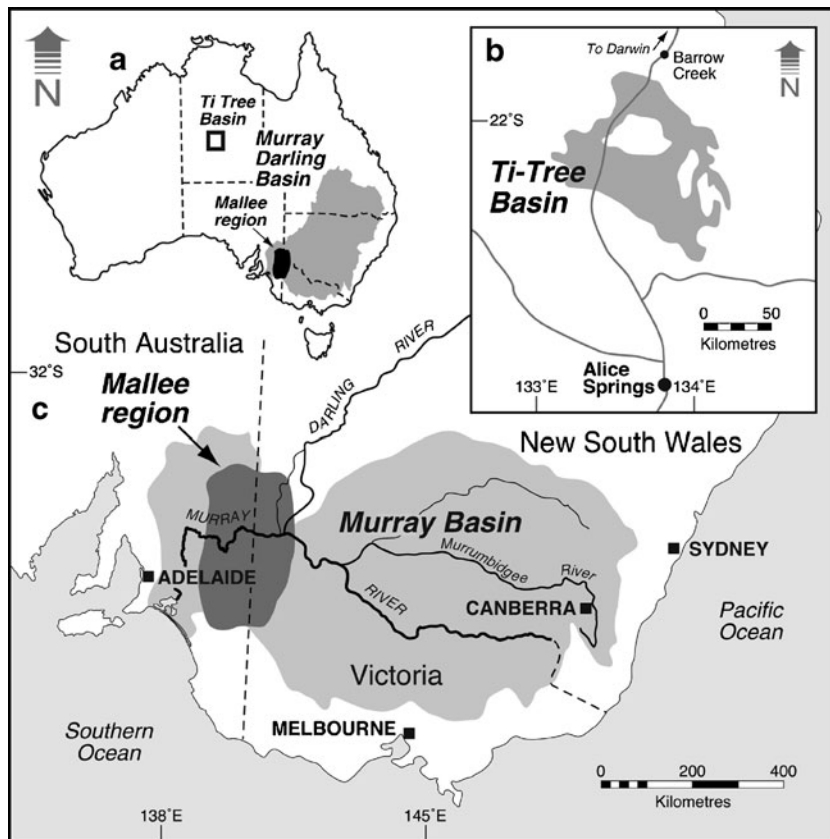 N
a
Ti Tree
Basin
Murray
Darling
Basin
Mallee
region
b
To Darwin
Barrow
Creek
N
22°S
Ti-Tree
Basin
0 50
Kilometres
Alice
Springs
133°E 134°E
South Australia
32°S
Mallee
region
c
DARLING RIVER
New South Wales
MURRAY
Murray Basin
Murrumbidgee River
SYDNEY
ADELAIDE
RIVER
CANBERRA
Pacific
Ocean
Victoria
Southern
Ocean
MELBOURNE
0 200 400
Kilometres
138°E 145°E